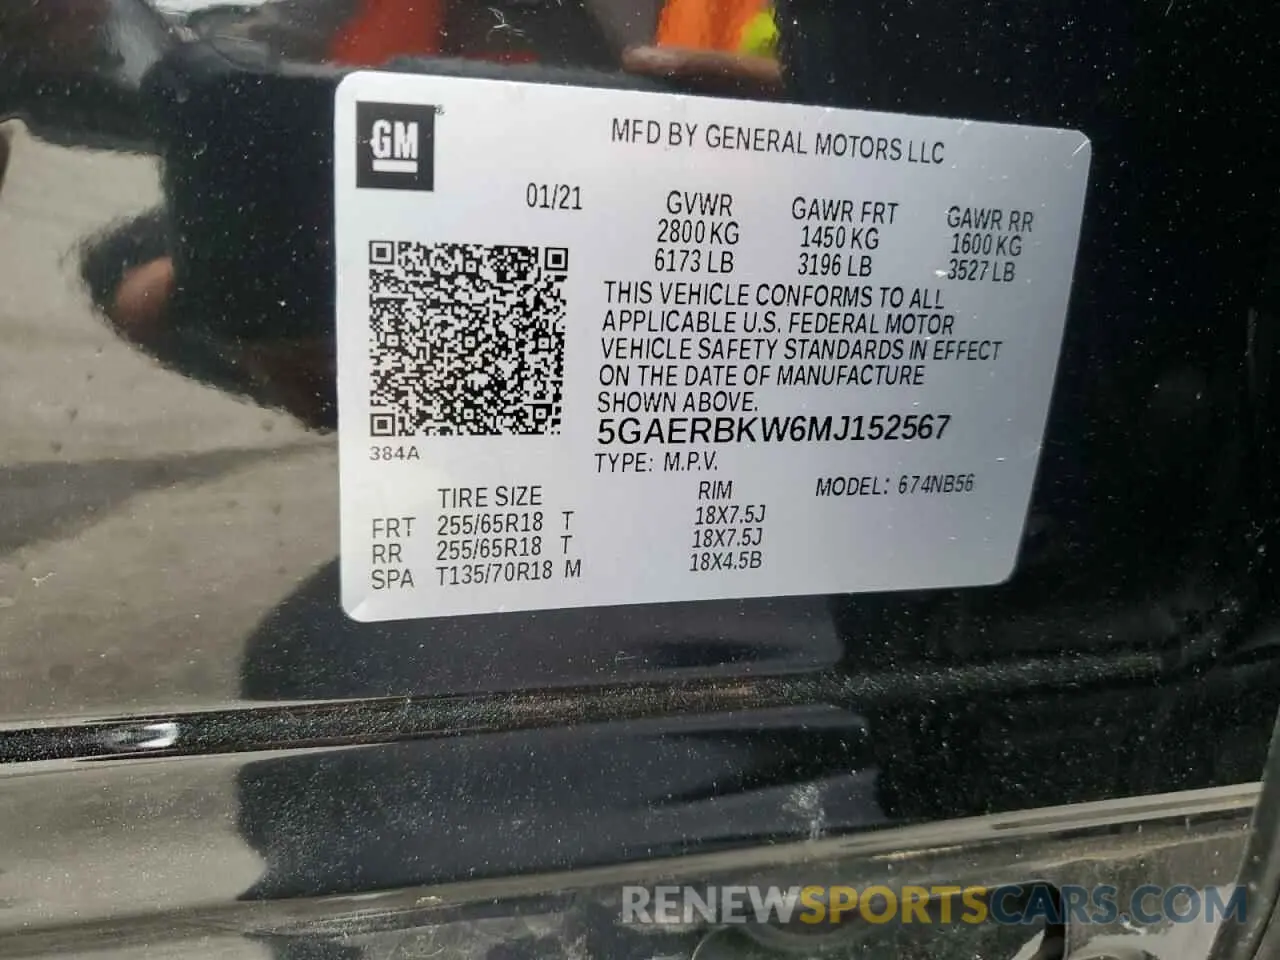 GM
MFD BY GENERAL MOTORS LLC
01/21
GVWR GAWR FRT GAWR RR
2800 KG 1450 KG 1600 KG
6173 LB 3196 LB 3527 LB
THIS VEHICLE CONFORMS TO ALL
APPLICABLE U.S. FEDERAL MOTOR
VEHICLE SAFETY STANDARDS IN EFFECT
ON THE DATE OF MANUFACTURE
SHOWN ABOVE.
5GAERBKW6MJ152567
384A
TYPE: M.P.V.
MODEL: 674NB56
TIRE SIZE RIM
FRT 255/65R18 T 18X7.5J
RR 255/65R18 T 18X7.5J
SPA T135/70R18 M 18X4.5B
RENEWSPORTSCARS.COM